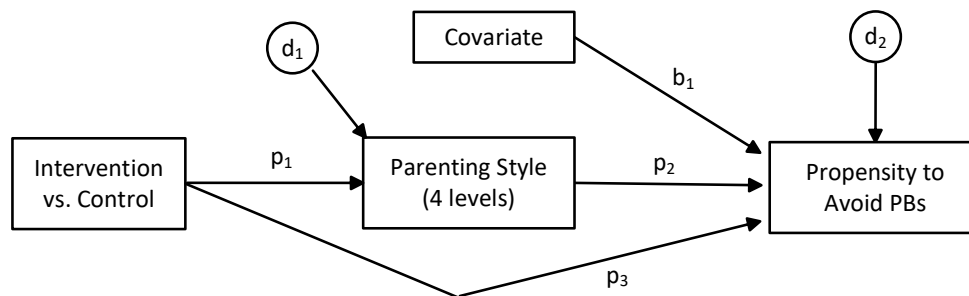 Covariate
d₁
d₂
b₁
Intervention
vs. Control
p₁
Parenting Style
(4 levels)
p₂
Propensity to
Avoid PBs
p₃